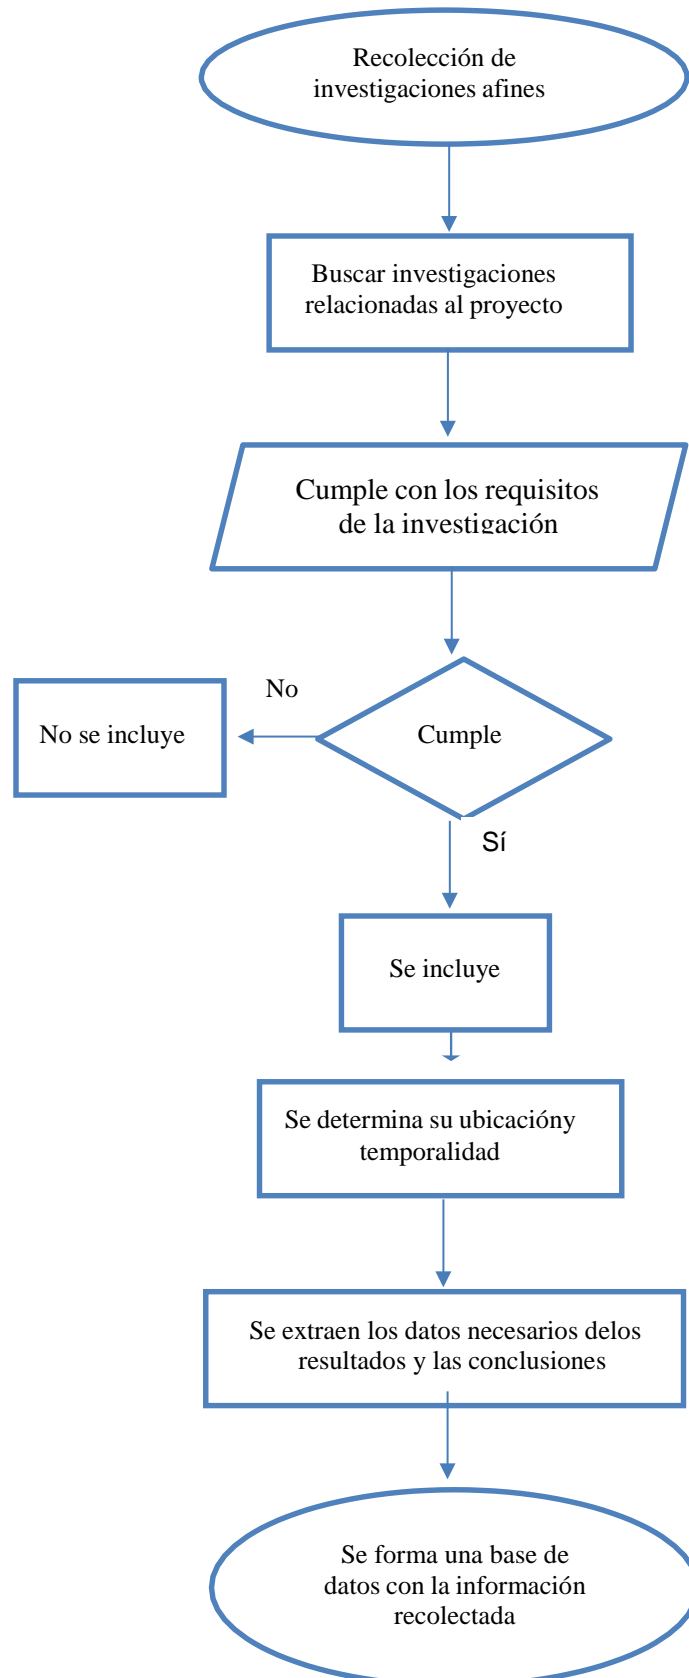 Recolección de
investigaciones afines
Buscar investigaciones
relacionadas al proyecto
Cumple con los requisitos
de la investigación
No
No se incluye
Cumple
Sí
Se incluye
Se determina su ubicacióny
temporalidad
Se extraen los datos necesarios delos
resultados y las conclusiones
Se forma una base de
datos con la información
recolectada